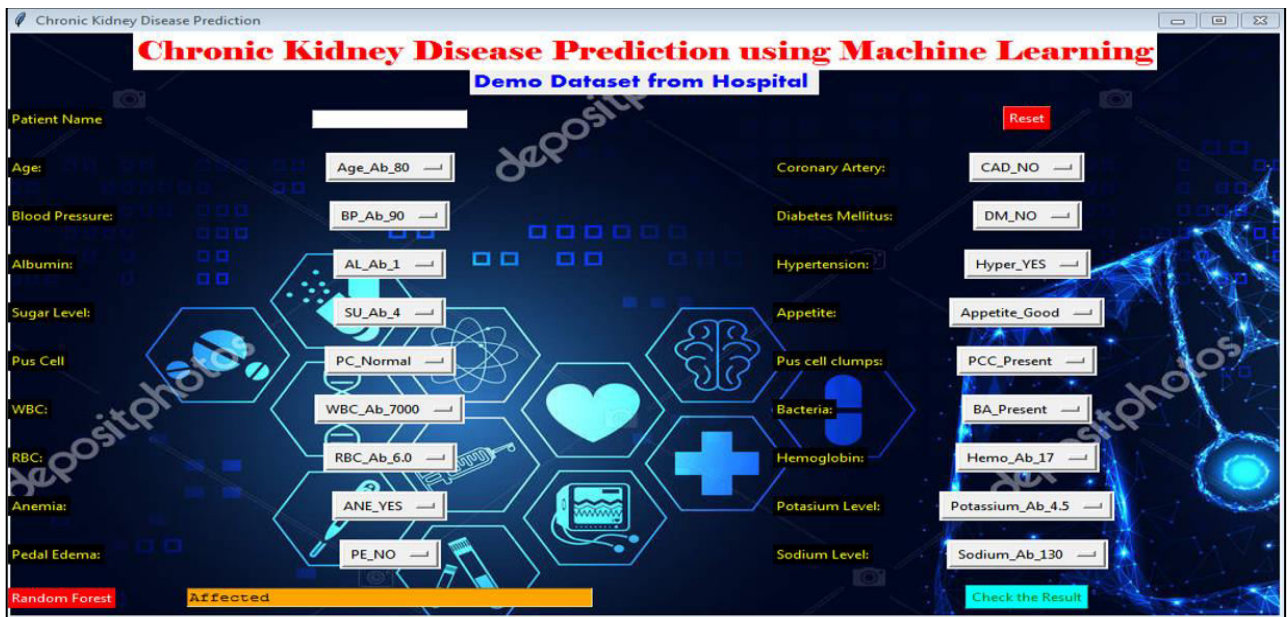 Chronic Kidney Disease Prediction
Chronic Kidney Disease Prediction using Machine Learning
Demo Dataset from Hospital
Patient Name
Reset
Age: Age_Ab_80 Coronary Artery: CAD_NO
Blood Pressure: BP_Ab_90 Diabetes Mellitus: DM_NO
Albumin: AL_Ab_1 Hypertension: Hyper_YES
Sugar Level: SU_Ab_4 Appetite: Appetite_Good
Pus Cell PC_Normal Pus cell clumps: PCC_Present
WBC: WBC_Ab_7000 Bacteria: BA_Present
RBC: RBC_Ab_6.0 Hemoglobin: Hemo_Ab_17
Anemia: ANE_YES Potasium Level: Potassium_Ab_4.5
Pedal Edema: PE_NO Sodium Level: Sodium_Ab_130
Random Forest Affected Check the Result
depositphotos
depositphotos
depositphotos